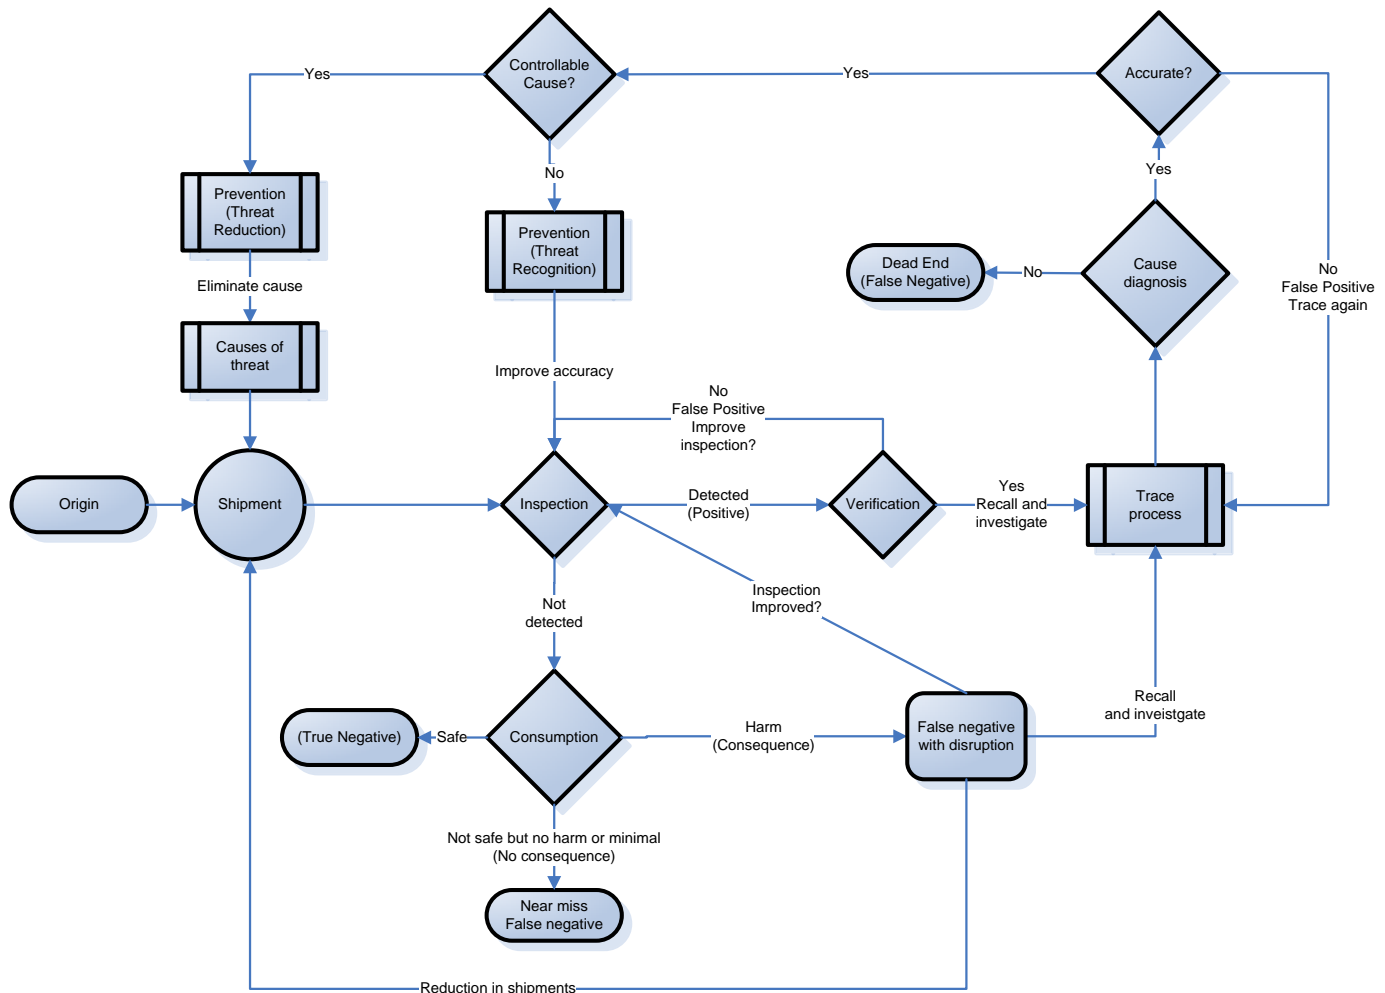 Controllable
Cause?
Accurate?
Yes
Yes
No
Yes
Prevention
(Threat
Reduction)
Prevention
(Threat
Recognition)
Dead End
(False Negative)
No
Cause
diagnosis
No
False Positive
Trace again
Eliminate cause
Causes of
threat
Improve accuracy
No
False Positive
Improve
inspection?
Origin
Shipment
Inspection
Detected
(Positive)
Verification
Yes
Recall and
investigate
Trace
process
Not
detected
Inspection
Improved?
Recall
and inveistgate
(True Negative)
Safe
Consumption
Harm
(Consequence)
False negative
with disruption
Not safe but no harm or minimal
(No consequence)
Near miss
False negative
Reduction in shipments